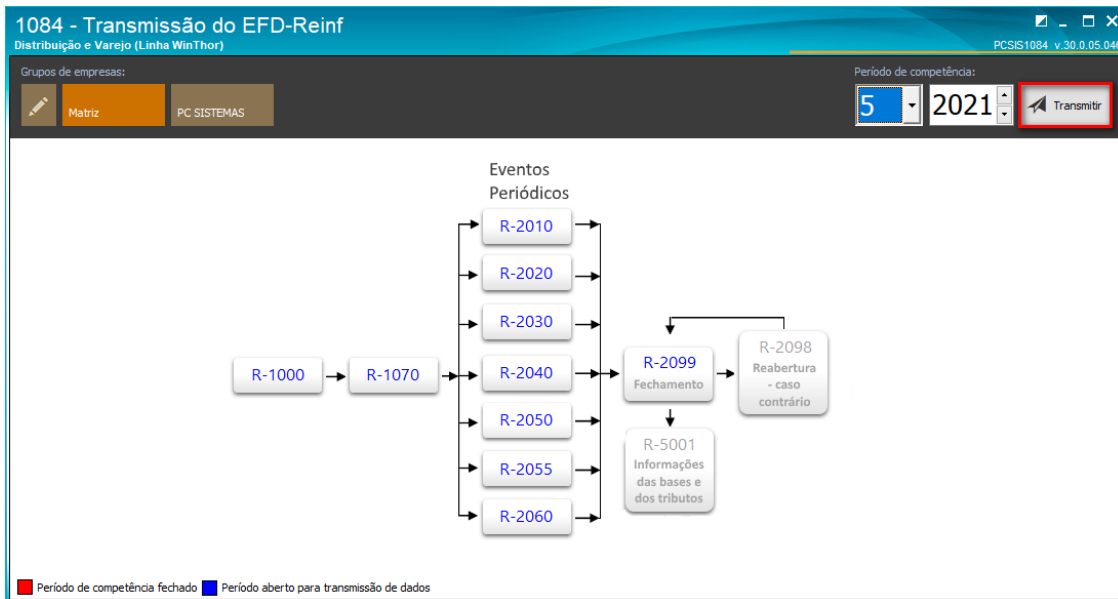 1084 - Transmissão do EFD-Reinf
Distribuição e Varejo (Linha WinThor)
PCSIS1084 v.30.0.05.046
Grupos de empresas:
Matriz
PC SISTEMAS
Período de competência:
5
2021
Transmitir
Eventos
Periódicos
R-2010
R-2020
R-2030
R-2040
R-2050
R-2055
R-2060
R-1000
R-1070
R-2099
Fechamento
R-2098
Reabertura
- caso
contrário
R-5001
Informações
das bases e
dos tributos
Período de competência fechado
Período aberto para transmissão de dados